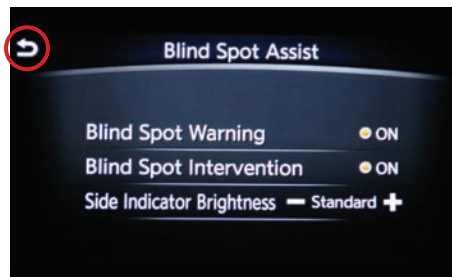 Blind Spot Assist
Blind Spot Warning ON
Blind Spot Intervention ON
Side Indicator Brightness − Standard +